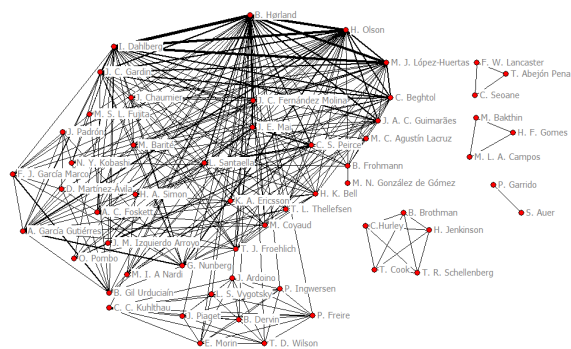 B. Hørland
H. Olson
I. Dahlberg
M. J. López-Huertas
F. W. Lancaster
J. C. Gardin
T. Abejón Pena
J. Chaumier
C. Beghtol
C. Seoane
J. C. Fernández Molina
M. S. L. Fujita
J. A. C. Guimarães
M. Bakthin
J. E. Mai
J. Padrón
H. F. Gomes
M. C. Agustín Lacruz
M. Barité
C. S. Peirce
N. Y. Kobashi
L. Santaella
M. L. A. Campos
B. Frohmann
F. J. García Marco
M. N. González de Gómez
P. Garrido
D. Martínez-Ávila
H. A. Simon
H. K. Bell
K. A. Ericsson
T. L. Thellefsen
A. C. Foskett
S. Auer
B. Brothman
M. Covaud
C.Hurley
A. García Gutiérres
H. Jenkinson
J. M. Izquierdo Arroyo
T. J. Froehlich
O. Pombo
G. Nunberg
T. Cook
T. R. Schellenberg
M. I. A Nardi
J. Ardoino
B. Gil Urduciaín
L. S. Vygotsky
P. Ingwersen
C. C. Kuhlthau
J. Piaget
B. Dervin
P. Freire
E. Morin
T. D. Wilson